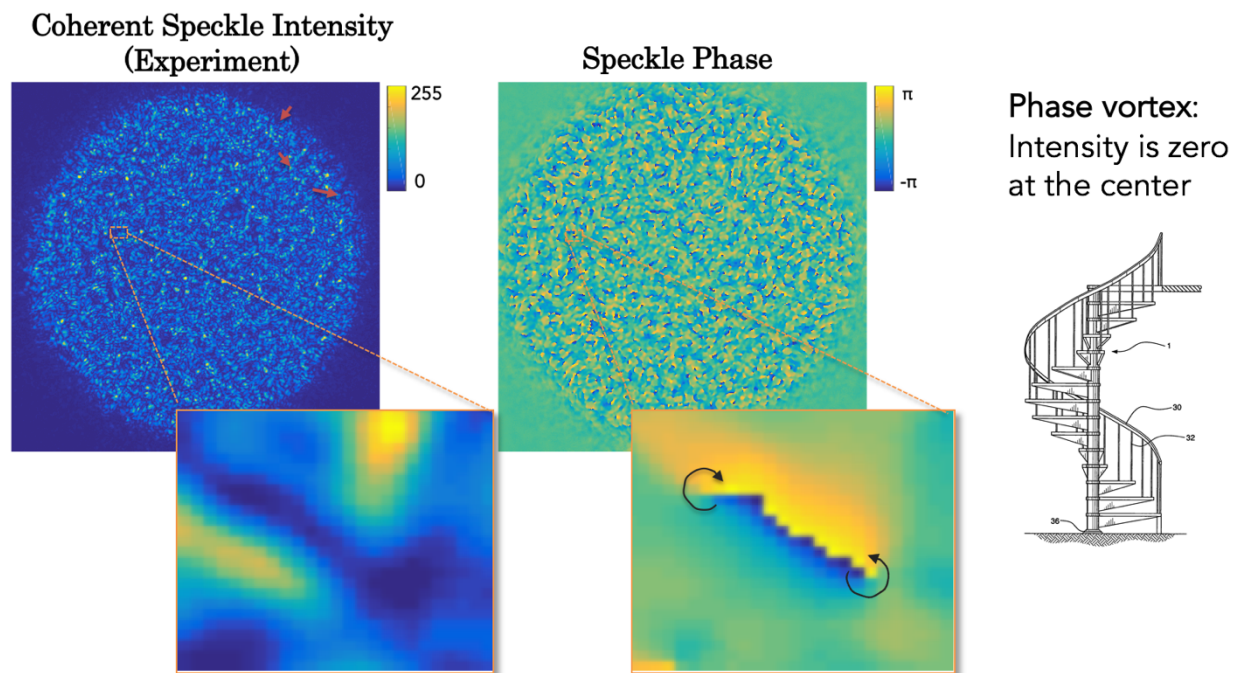 Coherent Speckle Intensity
(Experiment)
255
0
Speckle Phase
π
-π
Phase vortex:
Intensity is zero
at the center
1
30
32
36